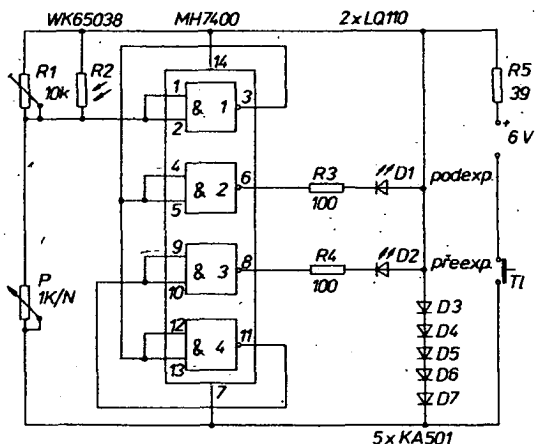 WK65038 MH7400 2xLQ110
R1
10k
R2
14
1
2
& 1
3
R5
39
+
6 V
4
5
& 2
6
R3
100
D1
podexp.
9
10
& 3
8
R4
100
D2
přeexp.
Tl
P
1K/N
12
13
& 4
11
7
D3
D4
D5
D6
D7
5xKA501